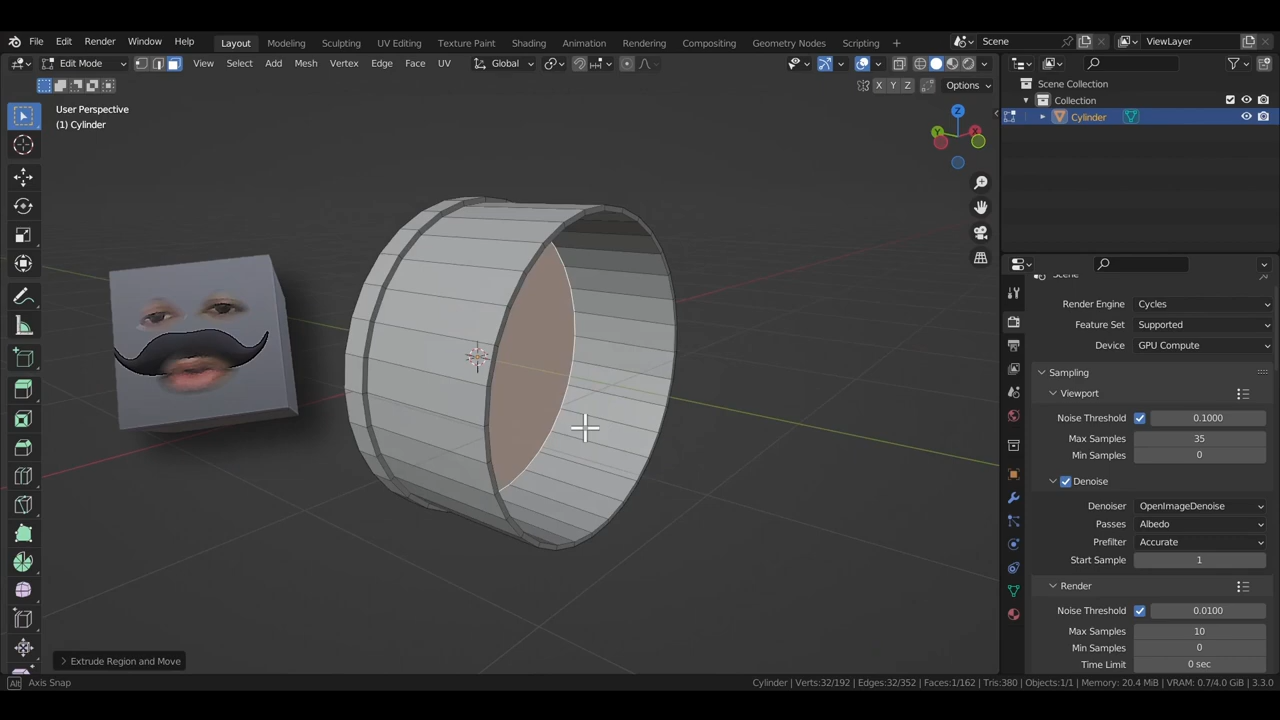 File Edit Render Window Help Layout Modeling Sculpting UV Editing Texture Paint Shading Animation Rendering Compositing Geometry Nodes Scripting + Scene ViewLayer
Edit Mode View Select Add Mesh Vertex Edge Face UV Global
X Y Z Options
User Perspective
(1) Cylinder
Z
Y X
Scene Collection
Collection
Cylinder
Scene
Render Engine Cycles
Feature Set Supported
Device GPU Compute
Sampling
Viewport
Noise Threshold 0.1000
Max Samples 35
Min Samples 0
Denoise
Denoiser OpenImageDenoise
Passes Albedo
Prefilter Accurate
Start Sample 1
Render
Noise Threshold 0.0100
Max Samples 10
Min Samples 0
Time Limit 0 sec
Extrude Region and Move
Alt Axis Snap
Cylinder | Verts:32/192 | Edges:32/352 | Faces:1/162 | Tris:380 | Objects:1/1 | Memory: 20.4 MiB | VRAM: 0.7/4.0 GiB | 3.3.0